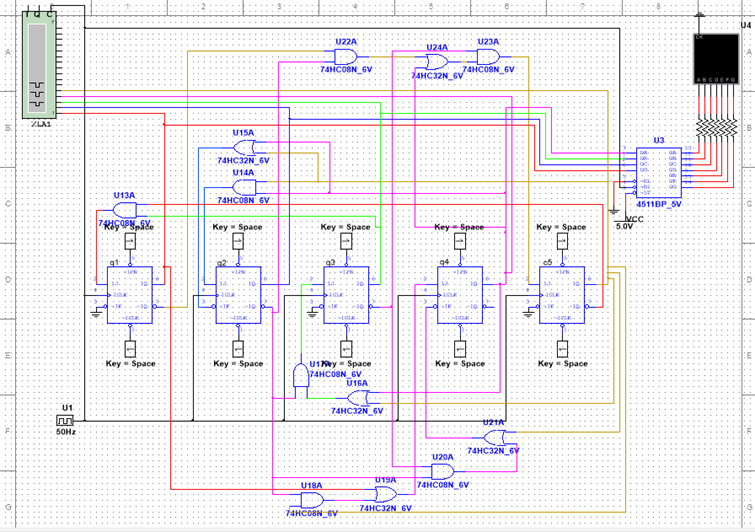 T Q C
1 2 3 4 5 6 7 8
XLA1
U4
CK
A B C D E F G
A A
U22A
74HC08N_6V
U24A
74HC32N_6V
U23A
74HC08N_6V
B B
U15A
74HC32N_6V
U3
4511BP_5V
U14A
74HC08N_6V
C C
U13A
74HC08N_6V
VCC
5.0V
Key = Space
Key = Space
Key = Space
Key = Space
Key = Space
D D
q1
q2
q3
q4
c5
Key = Space
Key = Space
Key = Space
Key = Space
Key = Space
E E
74HC08N_6V
U16A
74HC32N_6V
U1
50Hz
F F
U21A
74HC32N_6V
U20A
74HC08N_6V
U18A
74HC08N_6V
U19A
74HC32N_6V
G G